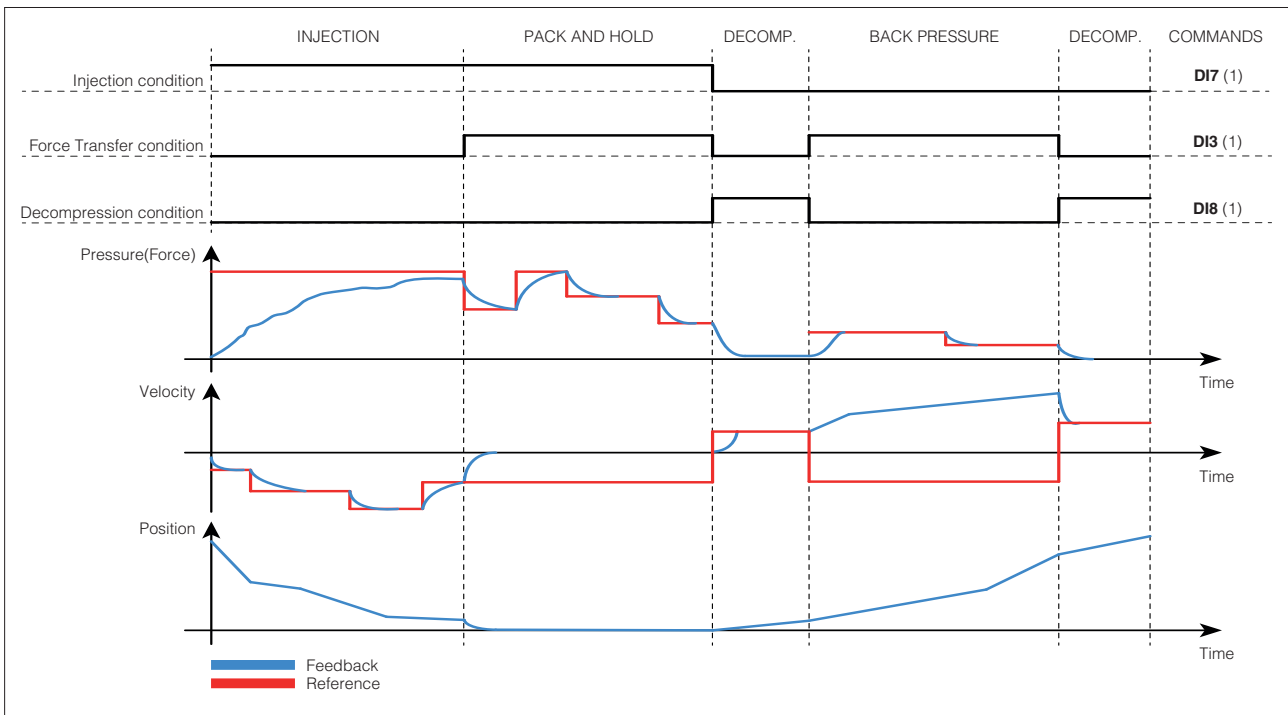 INJECTION PACK AND HOLD DECOMP. BACK PRESSURE DECOMP. COMMANDS
Injection condition DI7 (1)
Force Transfer condition DI3 (1)
Decompression condition DI8 (1)
Pressure(Force)
Time
Velocity
Time
Position
Time
Feedback
Reference